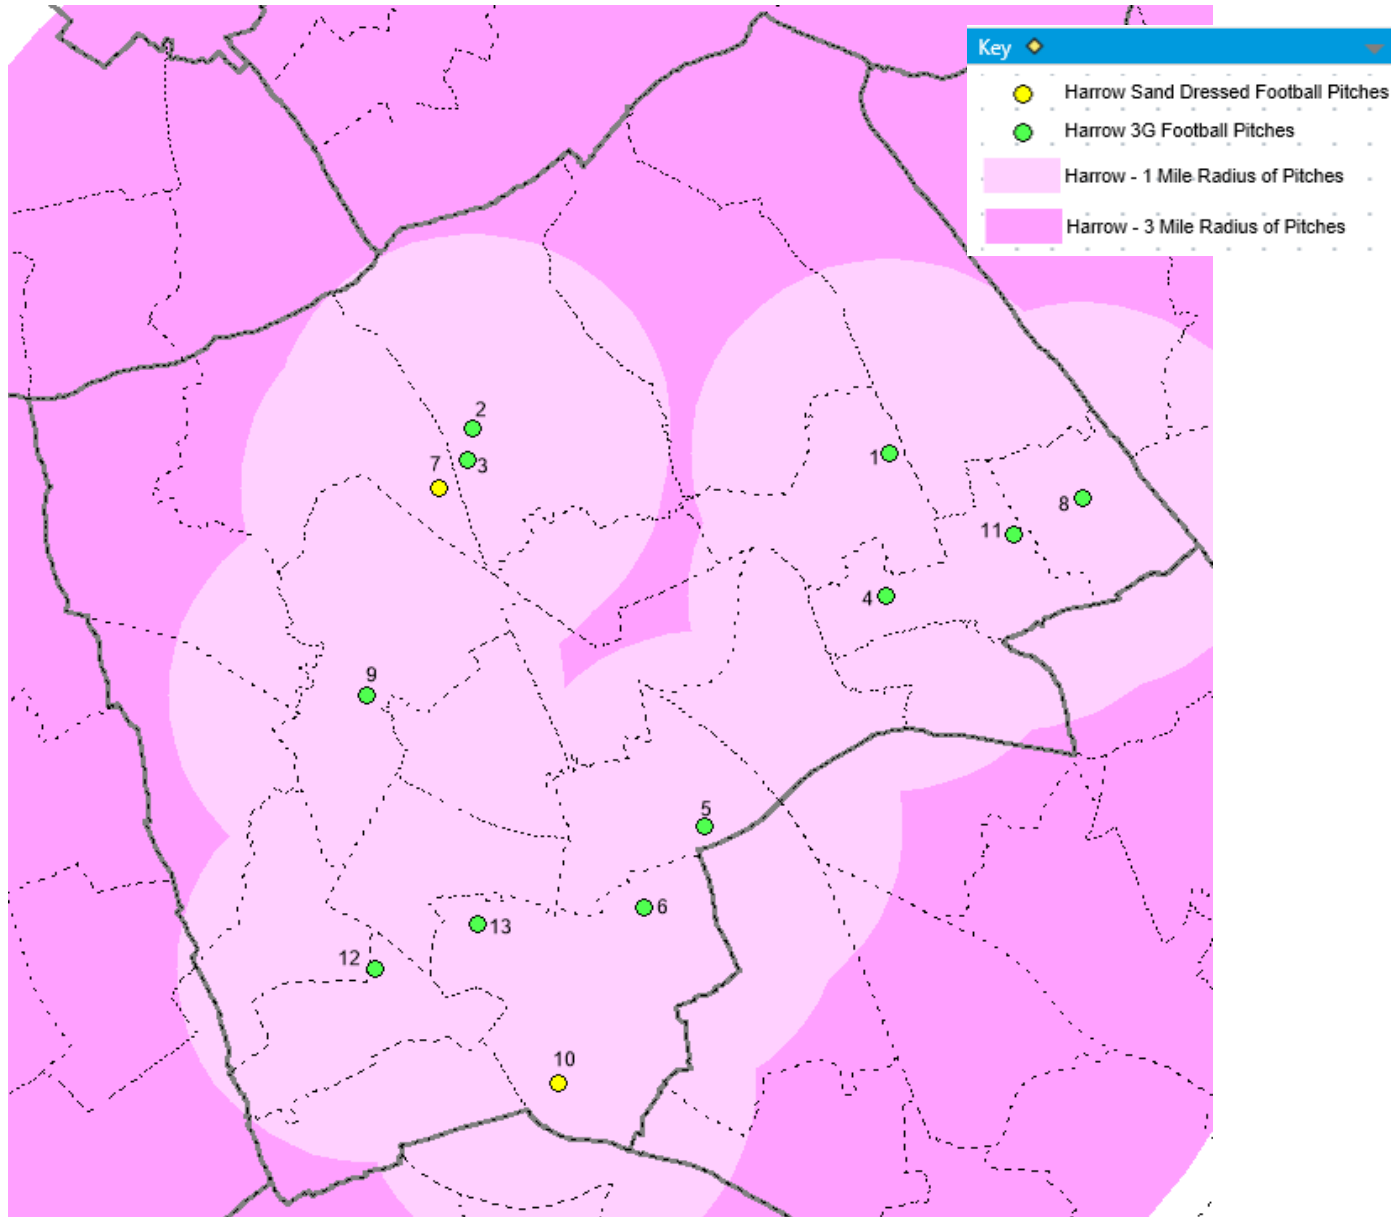 Key
Harrow Sand Dressed Football Pitches
Harrow 3G Football Pitches
Harrow - 1 Mile Radius of Pitches
Harrow - 3 Mile Radius of Pitches
2
7
3
1
8
11
4
9
5
6
13
12
10